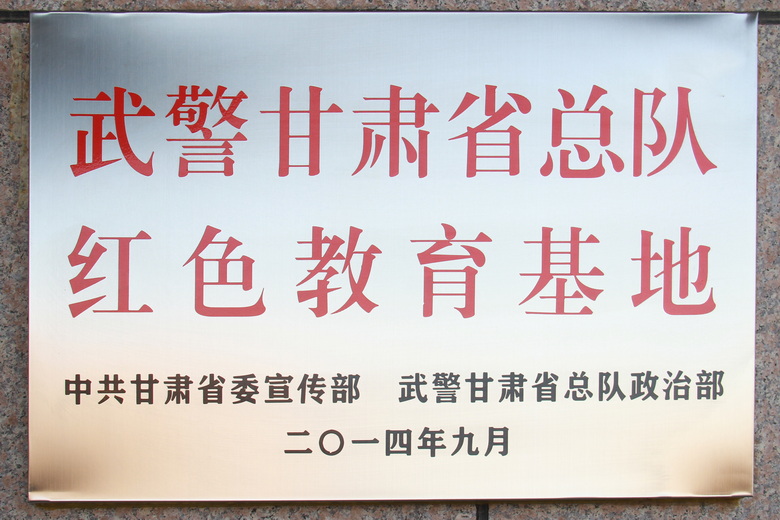 武警甘肃省总队
红色教育基地
中共甘肃省委宣传部 武警甘肃省总队政治部
二〇一四年九月